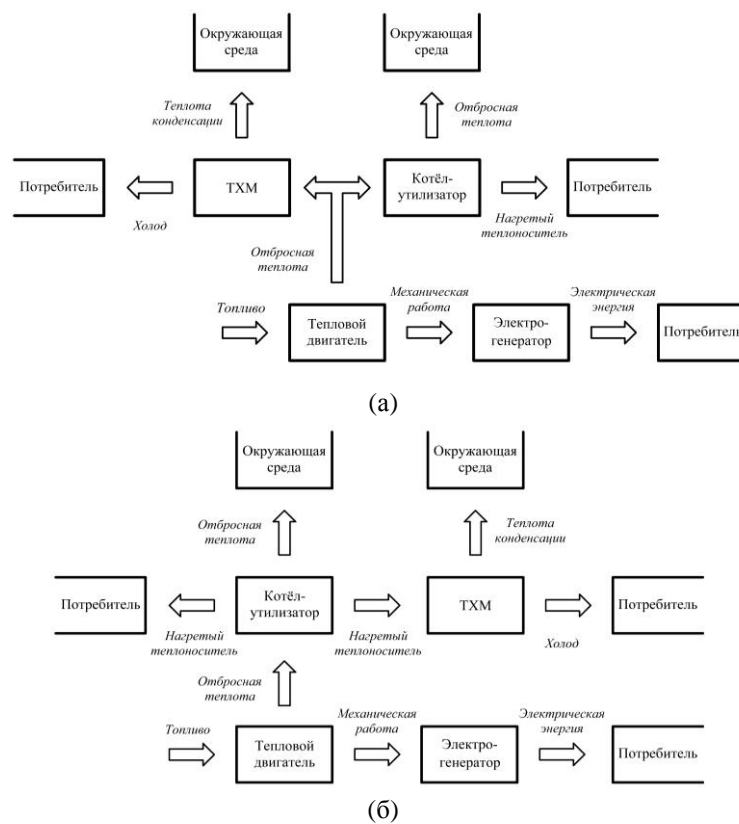 Окружающая
среда
Окружающая
среда
Теплота
конденсации
Отбросная
теплота
Потребитель
ТХМ
Котёл-
утилизатор
Потребитель
Холод
Нагретый
теплоноситель
Отбросная
теплота
Топливо
Механическая
работа
Электрическая
энергия
Тепловой
двигатель
Электро-
генератор
Потребитель
(а)
Окружающая
среда
Окружающая
среда
Отбросная
теплота
Теплота
конденсации
Потребитель
Котёл-
утилизатор
ТХМ
Потребитель
Нагретый
теплоноситель
Нагретый
теплоноситель
Холод
Отбросная
теплота
Топливо
Механическая
работа
Электрическая
энергия
Тепловой
двигатель
Электро-
генератор
Потребитель
(б)